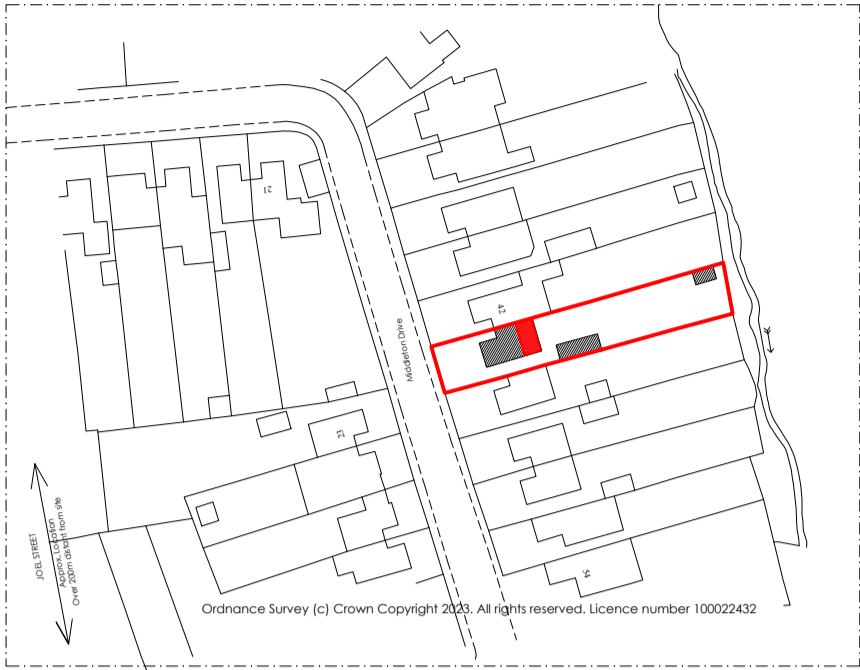 21
Middleton Drive
42
23
JOEL STREET
Approx. Location
Over 200m distant from site
54
Ordnance Survey (c) Crown Copyright 2023. All rights reserved. Licence number 100022432